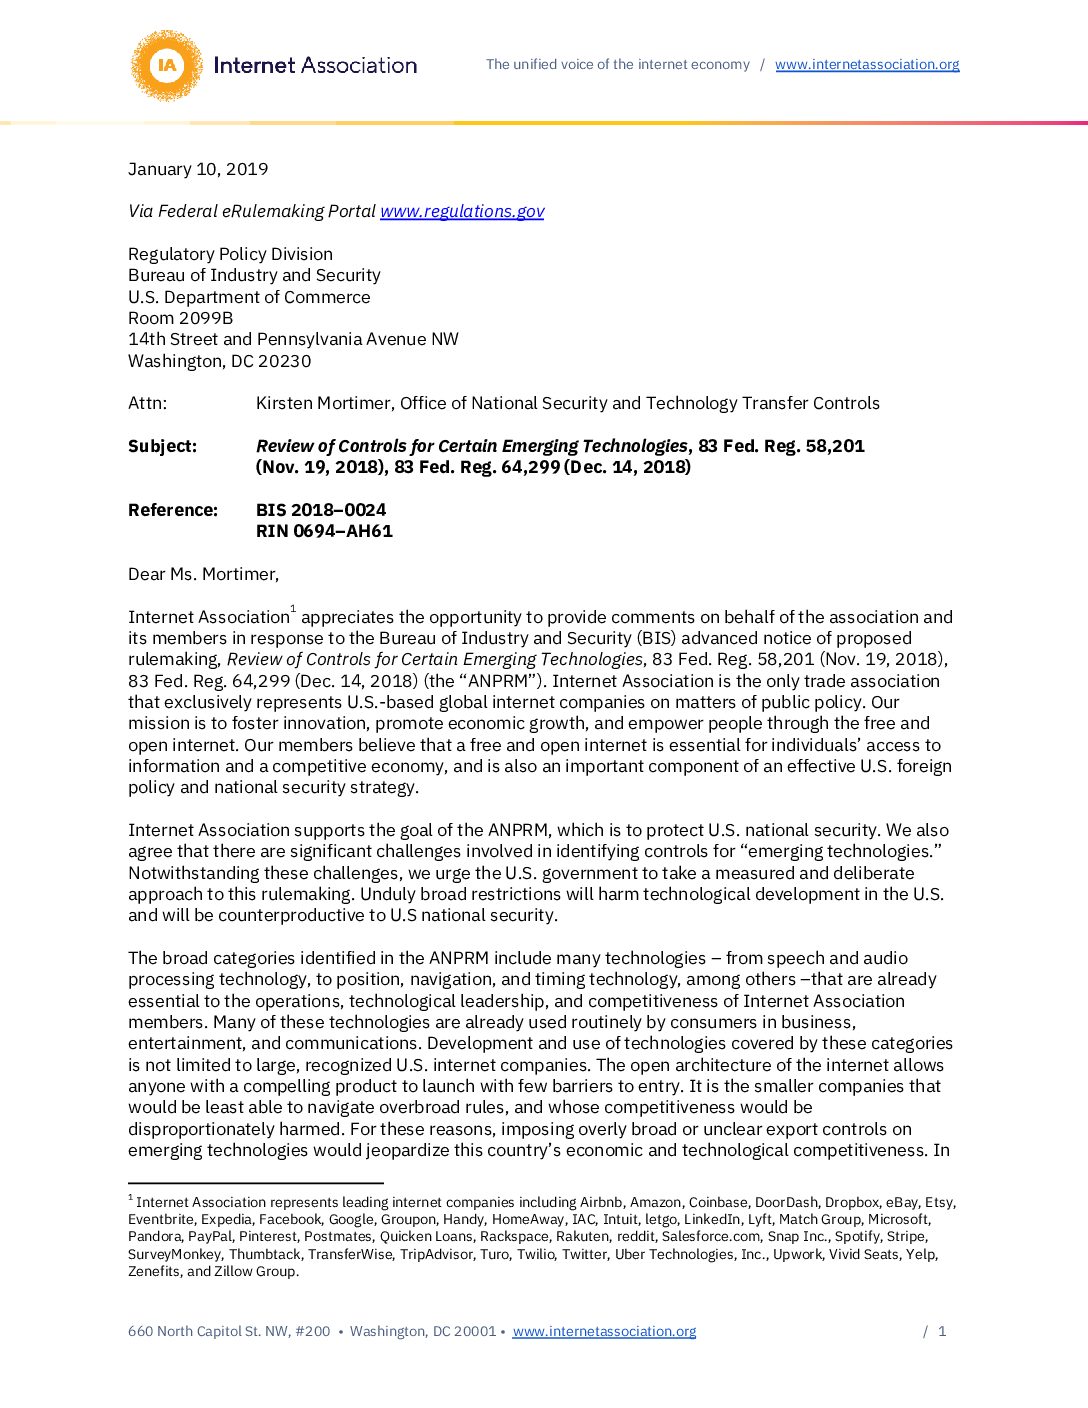 IA Internet Association
The unified voice of the internet economy / www.internetassociation.org
January 10, 2019
Via Federal eRulemaking Portal www.regulations.gov
Regulatory Policy Division
Bureau of Industry and Security
U.S. Department of Commerce
Room 2099B
14th Street and Pennsylvania Avenue NW
Washington, DC 20230
Attn: Kirsten Mortimer, Office of National Security and Technology Transfer Controls
Subject: Review of Controls for Certain Emerging Technologies, 83 Fed. Reg. 58,201
(Nov. 19, 2018), 83 Fed. Reg. 64,299 (Dec. 14, 2018)
Reference: BIS 2018–0024
RIN 0694–AH61
Dear Ms. Mortimer,
Internet Association1 appreciates the opportunity to provide comments on behalf of the association and
its members in response to the Bureau of Industry and Security (BIS) advanced notice of proposed
rulemaking, Review of Controls for Certain Emerging Technologies, 83 Fed. Reg. 58,201 (Nov. 19, 2018),
83 Fed. Reg. 64,299 (Dec. 14, 2018) (the “ANPRM”). Internet Association is the only trade association
that exclusively represents U.S.-based global internet companies on matters of public policy. Our
mission is to foster innovation, promote economic growth, and empower people through the free and
open internet. Our members believe that a free and open internet is essential for individuals’ access to
information and a competitive economy, and is also an important component of an effective U.S. foreign
policy and national security strategy.
Internet Association supports the goal of the ANPRM, which is to protect U.S. national security. We also
agree that there are significant challenges involved in identifying controls for “emerging technologies.”
Notwithstanding these challenges, we urge the U.S. government to take a measured and deliberate
approach to this rulemaking. Unduly broad restrictions will harm technological development in the U.S.
and will be counterproductive to U.S national security.
The broad categories identified in the ANPRM include many technologies – from speech and audio
processing technology, to position, navigation, and timing technology, among others –that are already
essential to the operations, technological leadership, and competitiveness of Internet Association
members. Many of these technologies are already used routinely by consumers in business,
entertainment, and communications. Development and use of technologies covered by these categories
is not limited to large, recognized U.S. internet companies. The open architecture of the internet allows
anyone with a compelling product to launch with few barriers to entry. It is the smaller companies that
would be least able to navigate overbroad rules, and whose competitiveness would be
disproportionately harmed. For these reasons, imposing overly broad or unclear export controls on
emerging technologies would jeopardize this country’s economic and technological competitiveness. In
1 Internet Association represents leading internet companies including Airbnb, Amazon, Coinbase, DoorDash, Dropbox, eBay, Etsy,
Eventbrite, Expedia, Facebook, Google, Groupon, Handy, HomeAway, IAC, Intuit, letgo, LinkedIn, Lyft, Match Group, Microsoft,
Pandora, PayPal, Pinterest, Postmates, Quicken Loans, Rackspace, Rakuten, reddit, Salesforce.com, Snap Inc., Spotify, Stripe,
SurveyMonkey, Thumbtack, TransferWise, TripAdvisor, Turo, Twilio, Twitter, Uber Technologies, Inc., Upwork, Vivid Seats, Yelp,
Zenefits, and Zillow Group.
660 North Capitol St. NW, #200 • Washington, DC 20001 • www.internetassociation.org / 1